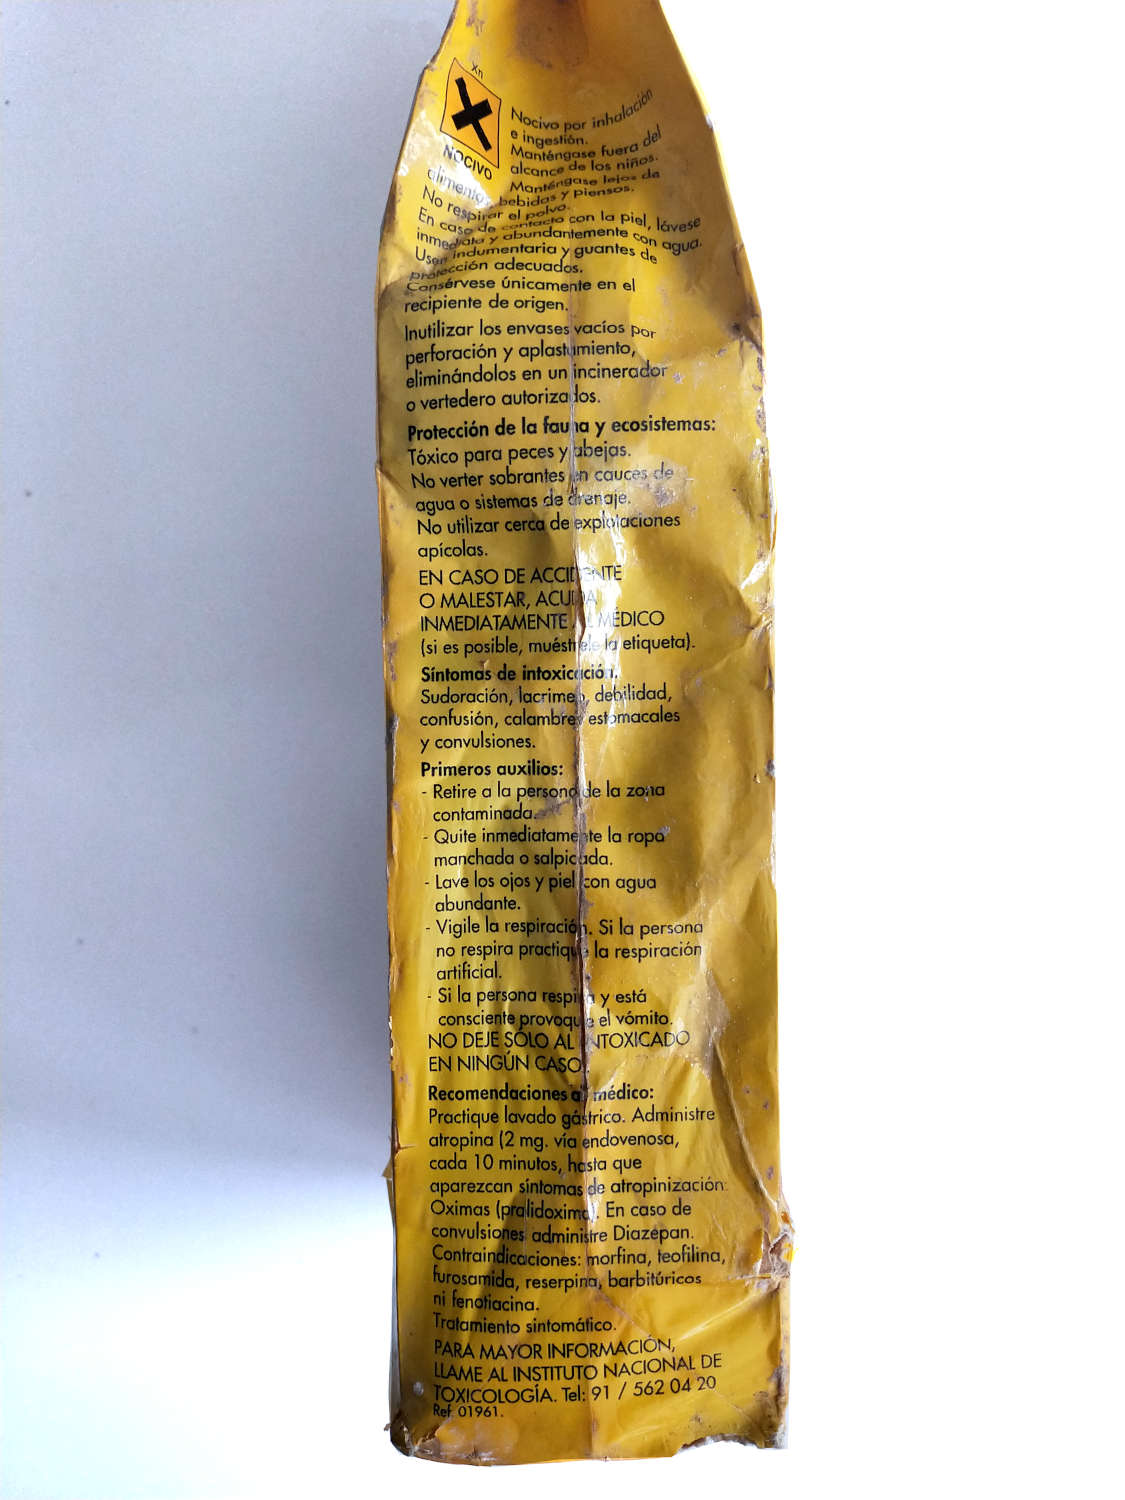 Xn
NOCIVO
Nocivo por inhalación
e ingestión.
Manténgase fuera del
alcance de los niños.
Manténgase lejos de
alimentos, bebidas y piensos.
No respirar el polvo.
En caso de contacto con la piel, lávese
inmediata y abundantemente con agua.
Usen indumentaria y guantes de
protección adecuados.
Consérvese únicamente en el
recipiente de origen.
Inutilizar los envases vacíos por
perforación y aplastamiento,
eliminándolos en un incinerador
o vertedero autorizados.
Protección de la fauna y ecosistemas:
Tóxico para peces y abejas.
No verter sobrantes en cauces de
agua o sistemas de drenaje.
No utilizar cerca de explotaciones
apícolas.
EN CASO DE ACCIDENTE
O MALESTAR, ACUDA
INMEDIATAMENTE AL MÉDICO
(si es posible, muéstrele la etiqueta).
Síntomas de intoxicación.
Sudoración, lacrimeo, debilidad,
confusión, calambres estomacales
y convulsiones.
Primeros auxilios:
- Retire a la persona de la zona
contaminada.
- Quite inmediatamente la ropa
manchada o salpicada.
- Lave los ojos y piel con agua
abundante.
- Vigile la respiración. Si la persona
no respira practique la respiración
artificial.
- Si la persona respira y está
consciente provoque el vómito.
NO DEJE SÓLO AL INTOXICADO
EN NINGÚN CASO.
Recomendaciones al médico:
Practique lavado gástrico. Administre
atropina (2 mg. vía endovenosa,
cada 10 minutos, hasta que
aparezcan síntomas de atropinización.
Oximas (pralidoxima). En caso de
convulsiones administre Diazepan.
Contraindicaciones: morfina, teofilina,
furosamida, reserpina, barbitúricos
ni fenotiacina.
Tratamiento sintomático.
PARA MAYOR INFORMACIÓN,
LLAME AL INSTITUTO NACIONAL DE
TOXICOLOGÍA. Tel: 91 / 562 04 20
Ref. 01961.